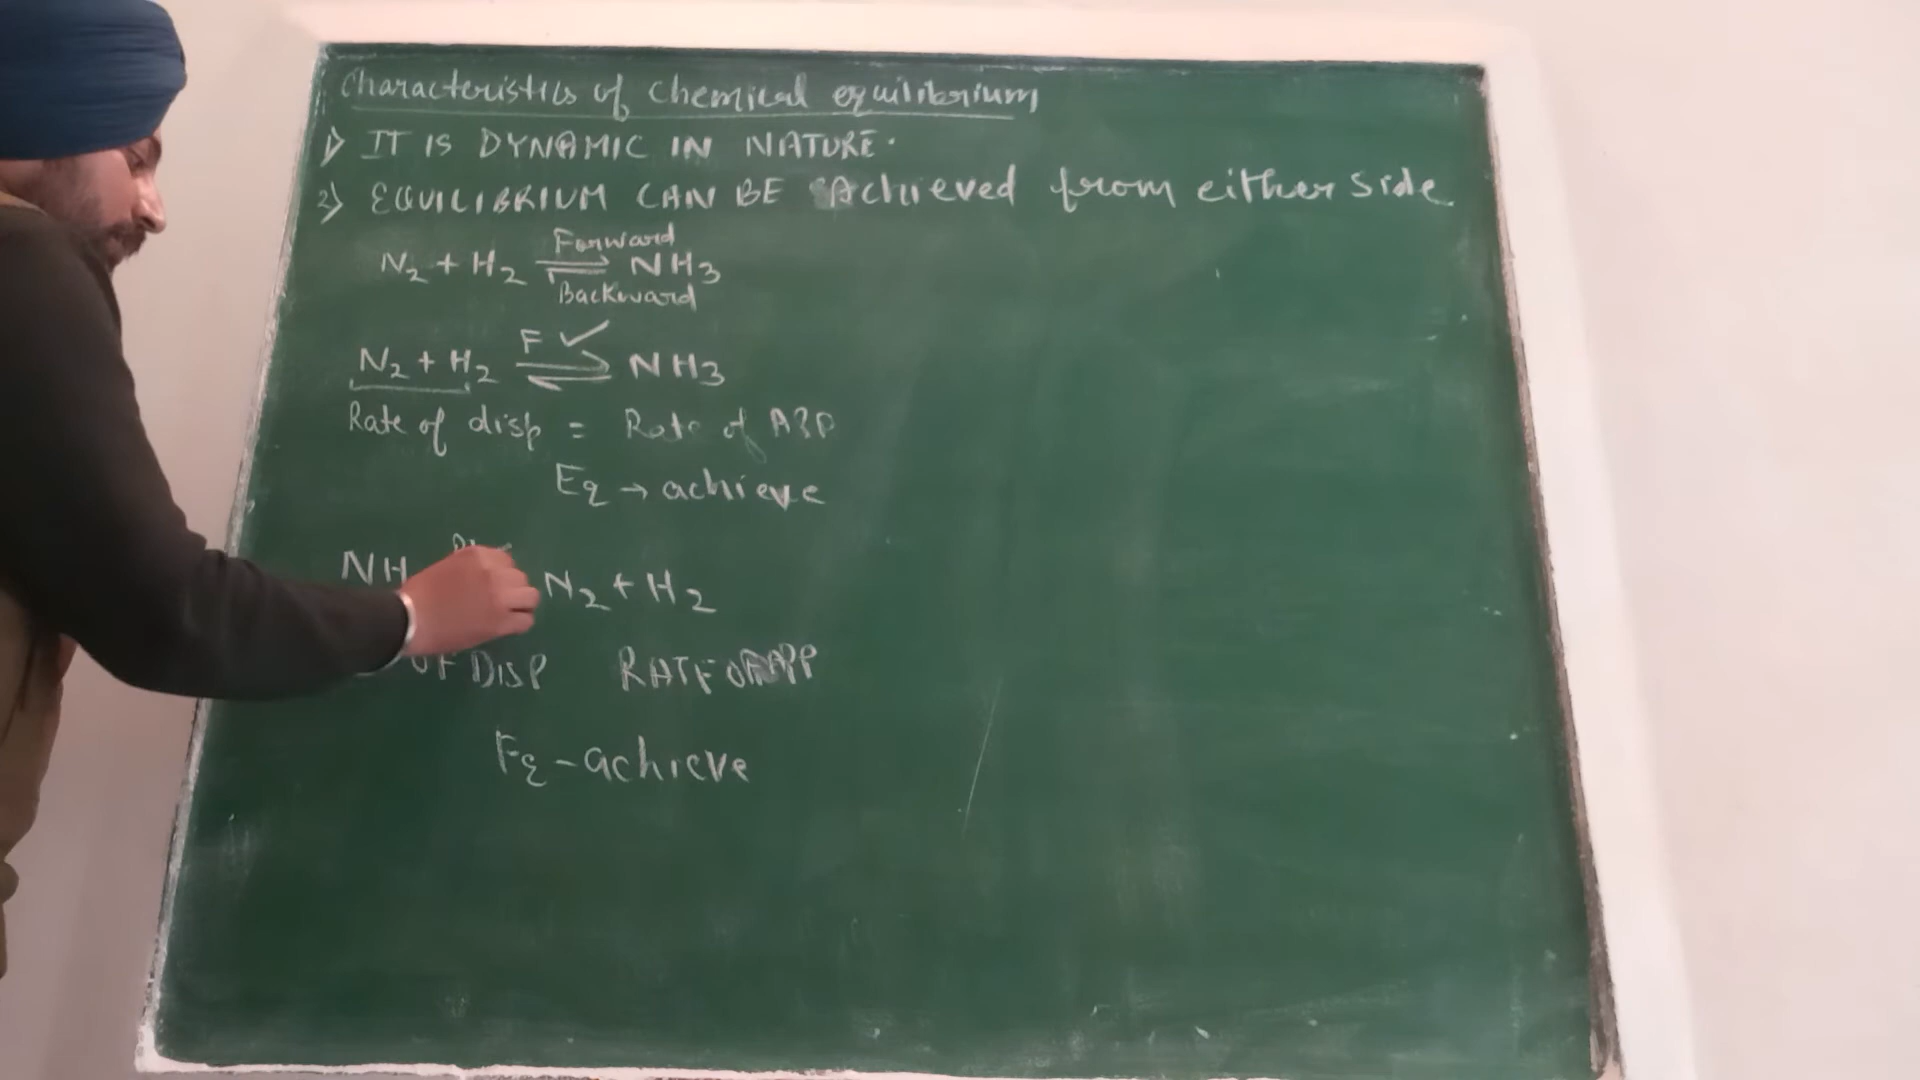 Characteristics of Chemical equilibrium
1) IT IS DYNAMIC IN NATURE.
2) EQUILIBRIUM CAN BE Achieved from either side
Forward
N₂ + H₂ ⇌ NH₃
Backward
F ✓
N₂ + H₂ ⇌ NH₃
Rate of disp = Rate of APP
Eq → achieve
NH N₂ + H₂
OF DISP RATE OF APP
Eq - achieve